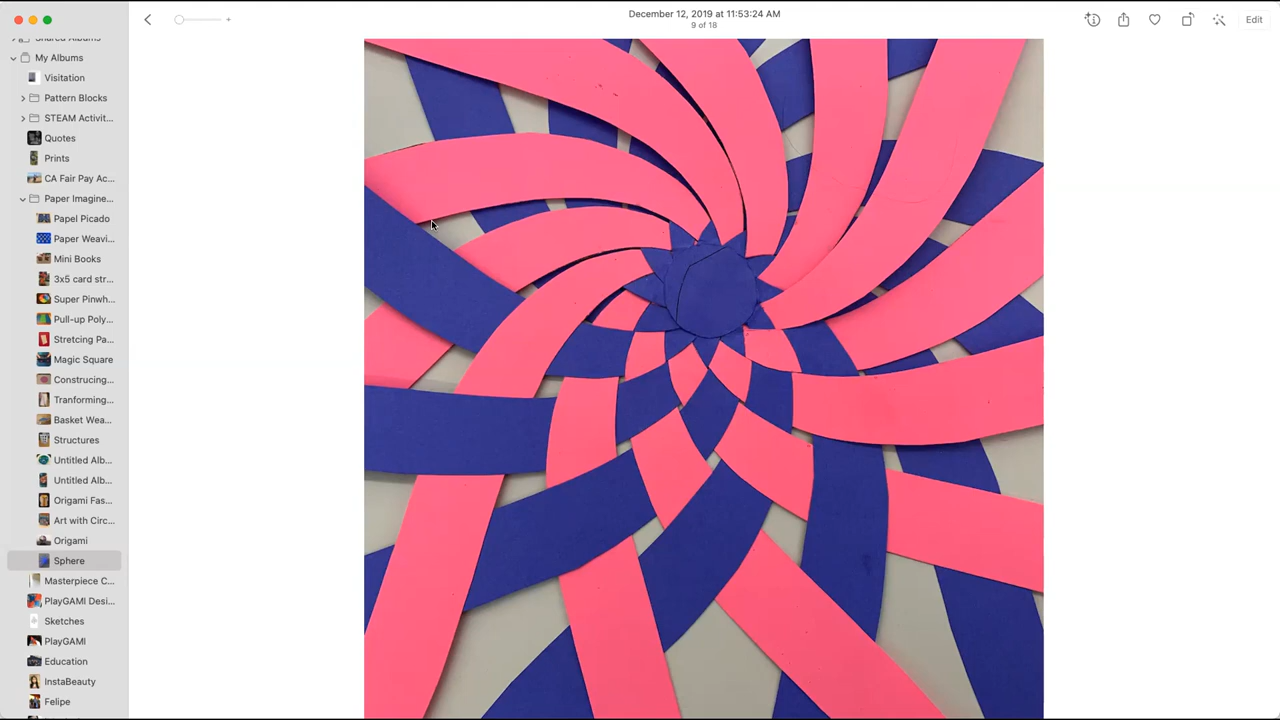 December 12, 2019 at 11:53:24 AM
9 of 18
Edit
Shared Albums
My Albums
Visitation
Pattern Blocks
STEAM Activit...
Quotes
Prints
CA Fair Pay Ac...
Paper Imagine...
Papel Picado
Paper Weavi...
Mini Books
3x5 card str...
Super Pinwh...
Pull-up Poly...
Stretcing Pa...
Magic Square
Construcing...
Tranforming...
Basket Wea...
Structures
Untitled Alb...
Untitled Alb...
Origami Fas...
Art with Circ...
Origami
Sphere
Masterpiece C...
PlayGAMI Desi...
Sketches
PlayGAMI
Education
InstaBeauty
Felipe